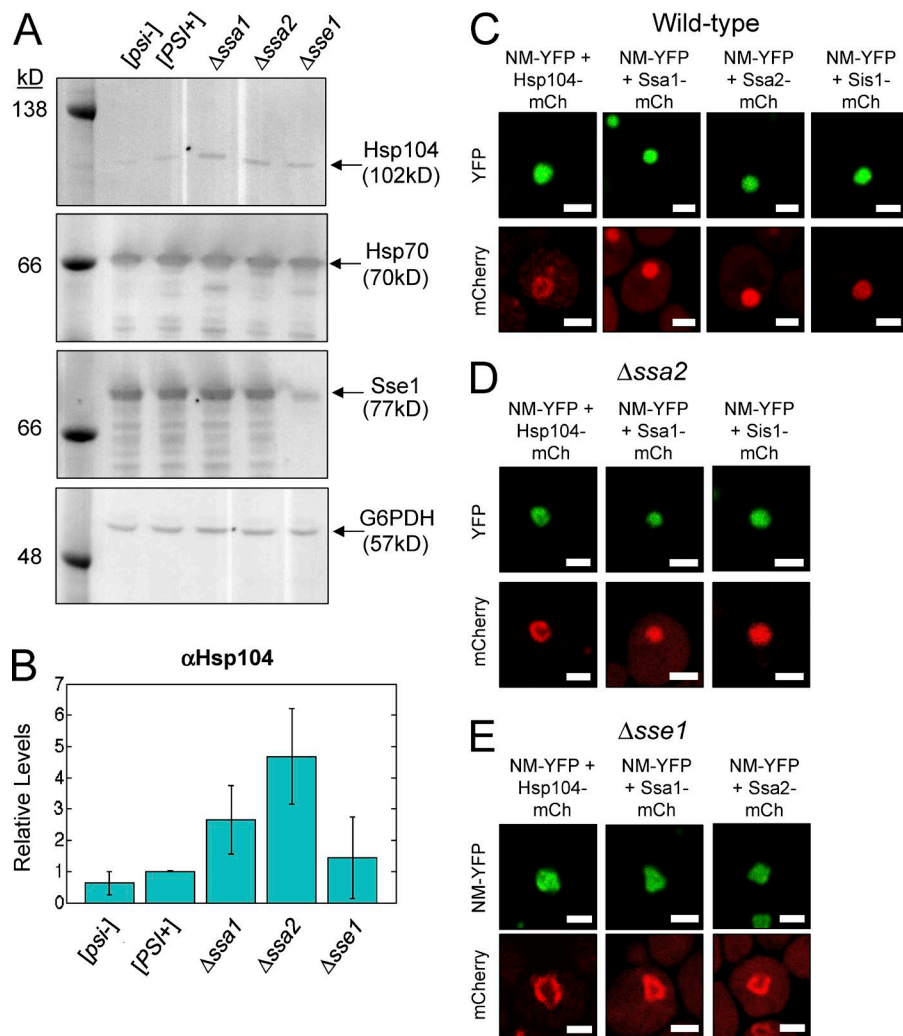 A
[psi-]
[PSI+]
Δssa1
Δssa2
Δsse1
kD
138
Hsp104
(102kD)
66
Hsp70
(70kD)
Sse1
(77kD)
66
G6PDH
(57kD)
48
B
αHsp104
Relative Levels
7
6
5
4
3
2
1
0
[psi-]
[PSI+]
Δssa1
Δssa2
Δsse1
C
Wild-type
NM-YFP +
Hsp104-
mCh
NM-YFP
+ Ssa1-
mCh
NM-YFP
+ Ssa2-
mCh
NM-YFP
+ Sis1-
mCh
YFP
mCherry
D
Δssa2
NM-YFP +
Hsp104-
mCh
NM-YFP
+ Ssa1-
mCh
NM-YFP
+ Sis1-
mCh
YFP
mCherry
E
Δsse1
NM-YFP +
Hsp104-
mCh
NM-YFP
+ Ssa1-
mCh
NM-YFP
+ Ssa2-
mCh
NM-YFP
mCherry